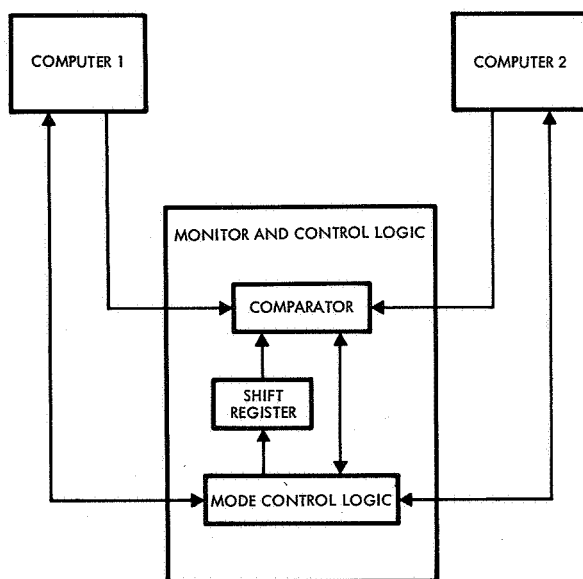 COMPUTER 1
COMPUTER 2
MONITOR AND CONTROL LOGIC
COMPARATOR
SHIFT
REGISTER
MODE CONTROL LOGIC